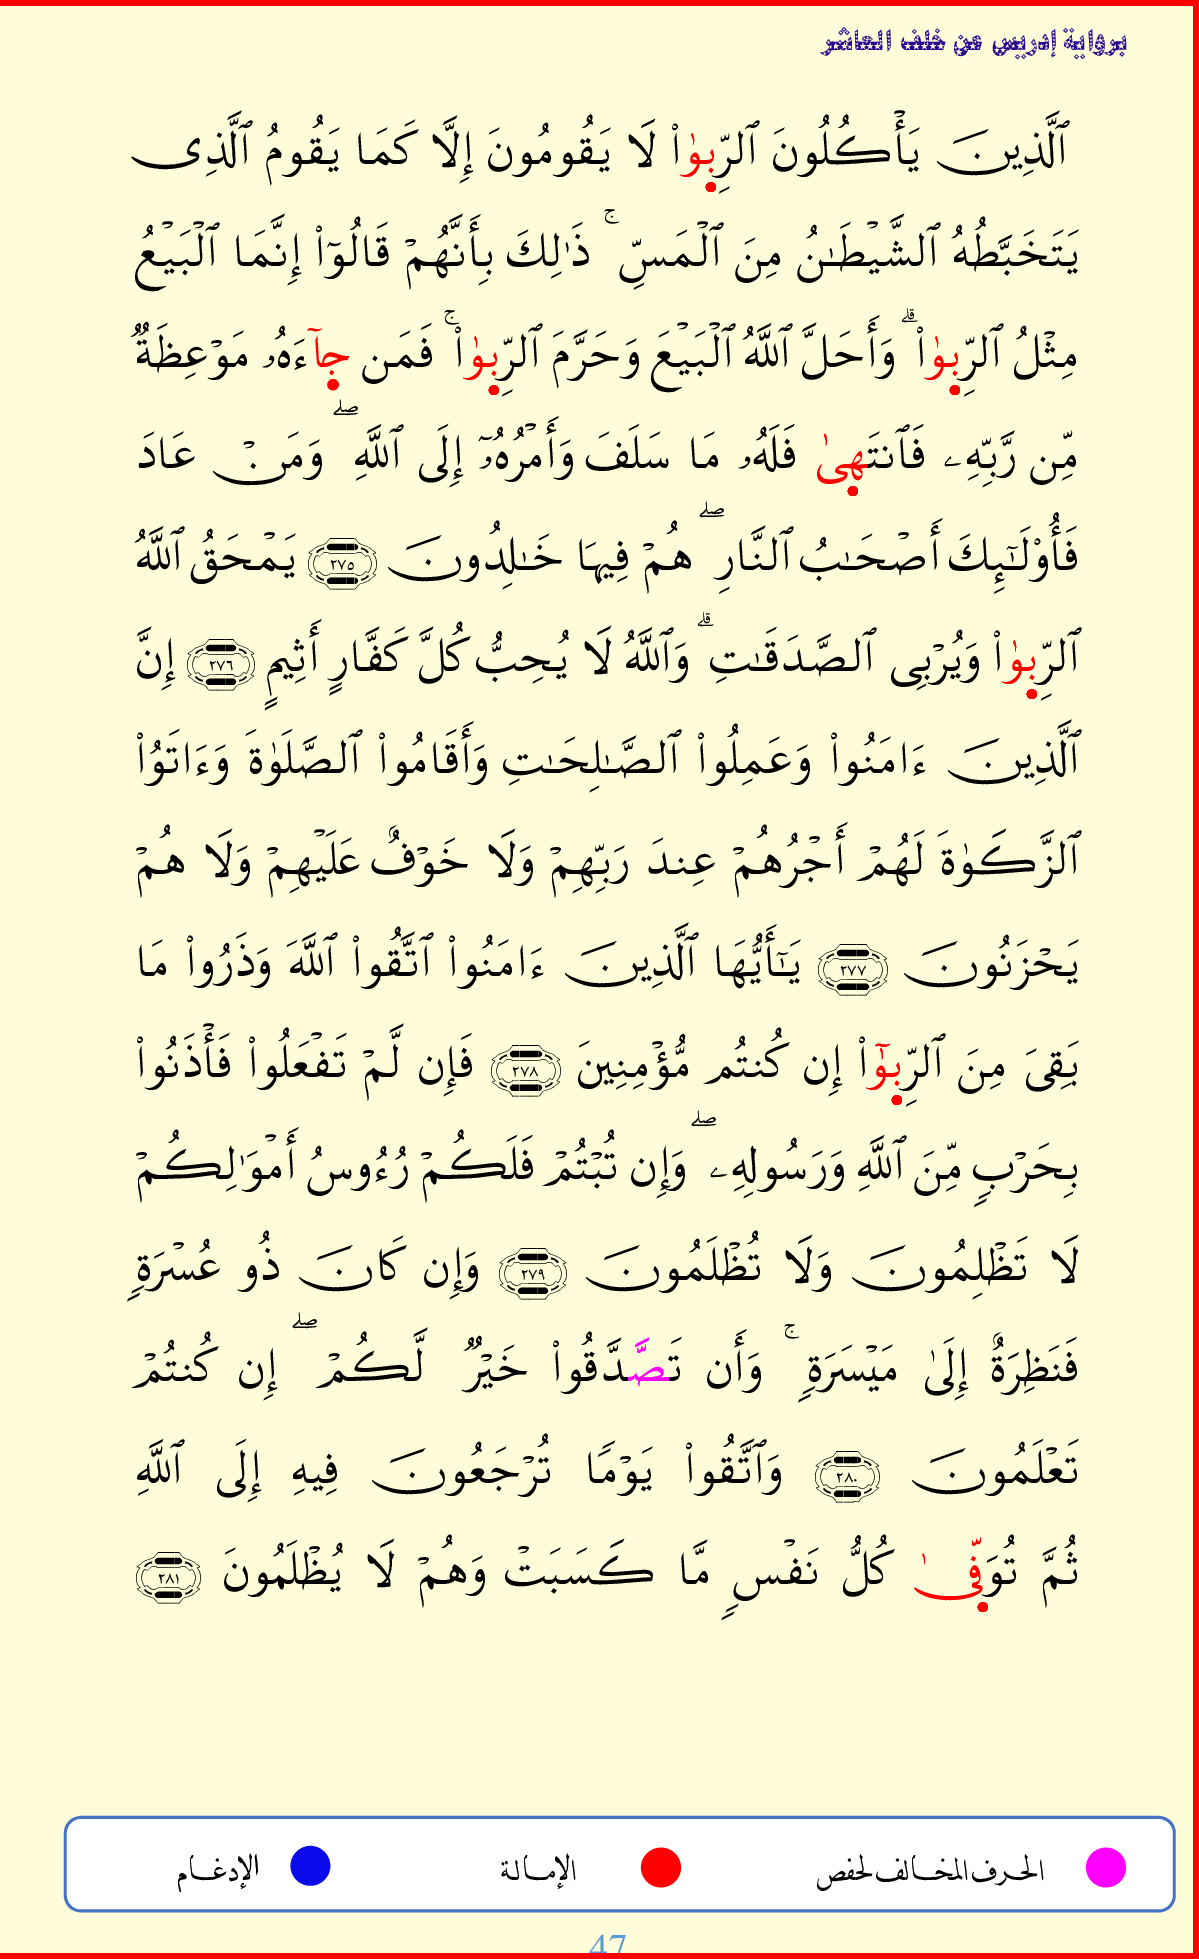 برواية إدريس عن خلف العاشر
ٱلَّذِينَ يَأۡكُلُونَ ٱلرِّبِوٰاْ لَا يَقُومُونَ إِلَّا كَمَا يَقُومُ ٱلَّذِي
يَتَخَبَّطُهُ ٱلشَّيۡطَٰنُ مِنَ ٱلۡمَسِّۚ ذَٰلِكَ بِأَنَّهُمۡ قَالُوٓاْ إِنَّمَا ٱلۡبَيۡعُ
مِثۡلُ ٱلرِّبِوٰاْۗ وَأَحَلَّ ٱللَّهُ ٱلۡبَيۡعَ وَحَرَّمَ ٱلرِّبِوٰاْۚ فَمَن جِآءَهُۥ مَوۡعِظَةٞ
مِّن رَّبِّهِۦ فَٱنتَهِىٰ فَلَهُۥ مَا سَلَفَ وَأَمۡرُهُۥٓ إِلَى ٱللَّهِۖ وَمَنۡ عَادَ
فَأُوْلَٰٓئِكَ أَصۡحَٰبُ ٱلنَّارِۖ هُمۡ فِيهَا خَٰلِدُونَ ٢٧٥ يَمۡحَقُ ٱللَّهُ
ٱلرِّبِوٰاْ وَيُرۡبِي ٱلصَّدَقَٰتِۗ وَٱللَّهُ لَا يُحِبُّ كُلَّ كَفَّارٍ أَثِيمٍ ٢٧٦ إِنَّ
ٱلَّذِينَ ءَامَنُواْ وَعَمِلُواْ ٱلصَّٰلِحَٰتِ وَأَقَامُواْ ٱلصَّلَوٰةَ وَءَاتَوُاْ
ٱلزَّكَوٰةَ لَهُمۡ أَجۡرُهُمۡ عِندَ رَبِّهِمۡ وَلَا خَوۡفٌ عَلَيۡهِمۡ وَلَا هُمۡ
يَحۡزَنُونَ ٢٧٧ يَٰٓأَيُّهَا ٱلَّذِينَ ءَامَنُواْ ٱتَّقُواْ ٱللَّهَ وَذَرُواْ مَا
بَقِيَ مِنَ ٱلرِّبِوٰٓاْ إِن كُنتُم مُّؤۡمِنِينَ ٢٧٨ فَإِن لَّمۡ تَفۡعَلُواْ فَأۡذَنُواْ
بِحَرۡبٖ مِّنَ ٱللَّهِ وَرَسُولِهِۦۖ وَإِن تُبۡتُمۡ فَلَكُمۡ رُءُوسُ أَمۡوَٰلِكُمۡ
لَا تَظۡلِمُونَ وَلَا تُظۡلَمُونَ ٢٧٩ وَإِن كَانَ ذُو عُسۡرَةٖ
فَنَظِرَةٌ إِلَىٰ مَيۡسَرَةٖۚ وَأَن تَصَّدَّقُواْ خَيۡرٞ لَّكُمۡۖ إِن كُنتُمۡ
تَعۡلَمُونَ ٢٨٠ وَٱتَّقُواْ يَوۡمٗا تُرۡجَعُونَ فِيهِ إِلَى ٱللَّهِ
ثُمَّ تُوَفِّىٰ كُلُّ نَفۡسٖ مَّا كَسَبَتۡ وَهُمۡ لَا يُظۡلَمُونَ ٢٨١
الحرف المخالف لحفص الإمالة الإدغام
47